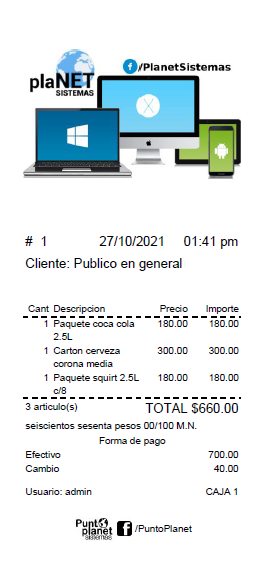 plaNET
SISTEMAS
/PlanetSistemas
# 1 27/10/2021 01:41 pm
Cliente: Publico en general
Cant Descripcion Precio Importe
1 Paquete coca cola 180.00 180.00
2.5L
1 Carton cerveza 300.00 300.00
corona media
1 Paquete squirt 2.5L 180.00 180.00
c/8
3 articulo(s) TOTAL $660.00
seiscientos sesenta pesos 00/100 M.N.
Forma de pago
Efectivo 700.00
Cambio 40.00
Usuario: admin CAJA 1
Punto
planet
sistemas
/PuntoPlanet